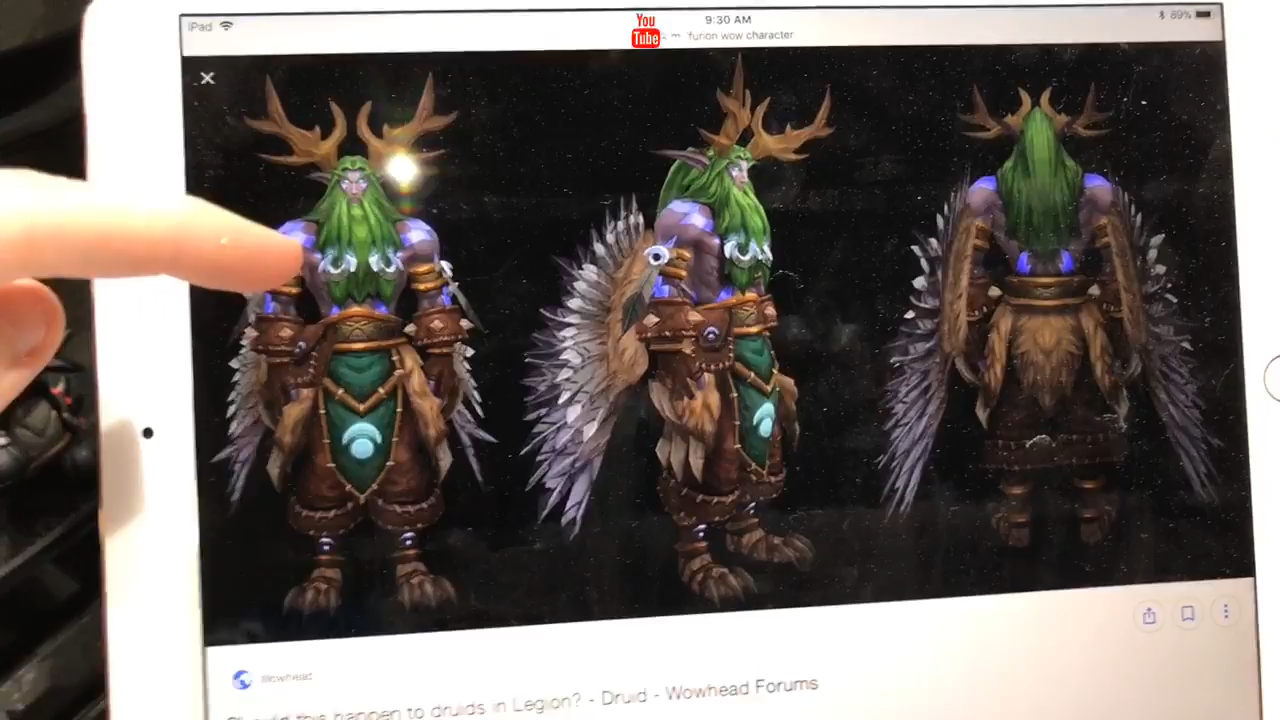 iPad
You
Tube
9:30 AM
89%
furion wow character
Wowhead
Should this happen to druids in Legion? - Druid - Wowhead Forums